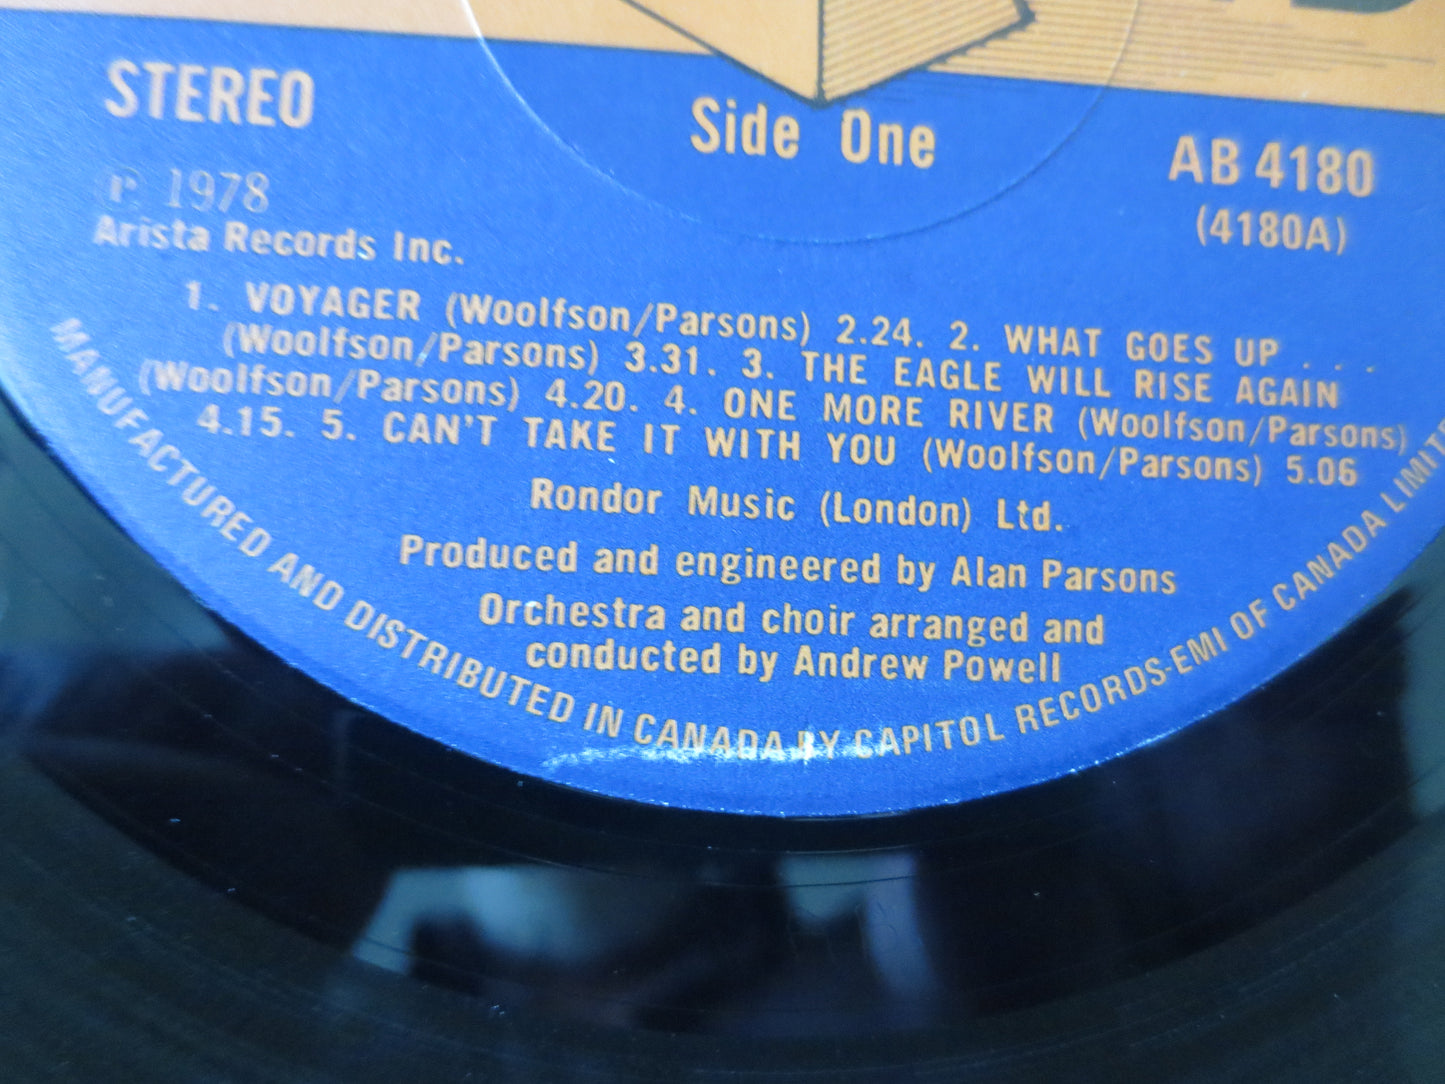 STEREO
Side One
AB 4180
(4180A)
℗ 1978
Arista Records Inc.
1. VOYAGER (Woolfson/Parsons) 2.24. 2. WHAT GOES UP . . .
(Woolfson/Parsons) 3.31. 3. THE EAGLE WILL RISE AGAIN
(Woolfson/Parsons) 4.20. 4. ONE MORE RIVER (Woolfson/Parsons)
4.15. 5. CAN'T TAKE IT WITH YOU (Woolfson/Parsons) 5.06
Rondor Music (London) Ltd.
Produced and engineered by Alan Parsons
Orchestra and choir arranged and
conducted by Andrew Powell
MANUFACTURED AND DISTRIBUTED IN CANADA BY CAPITOL RECORDS-EMI OF CANADA